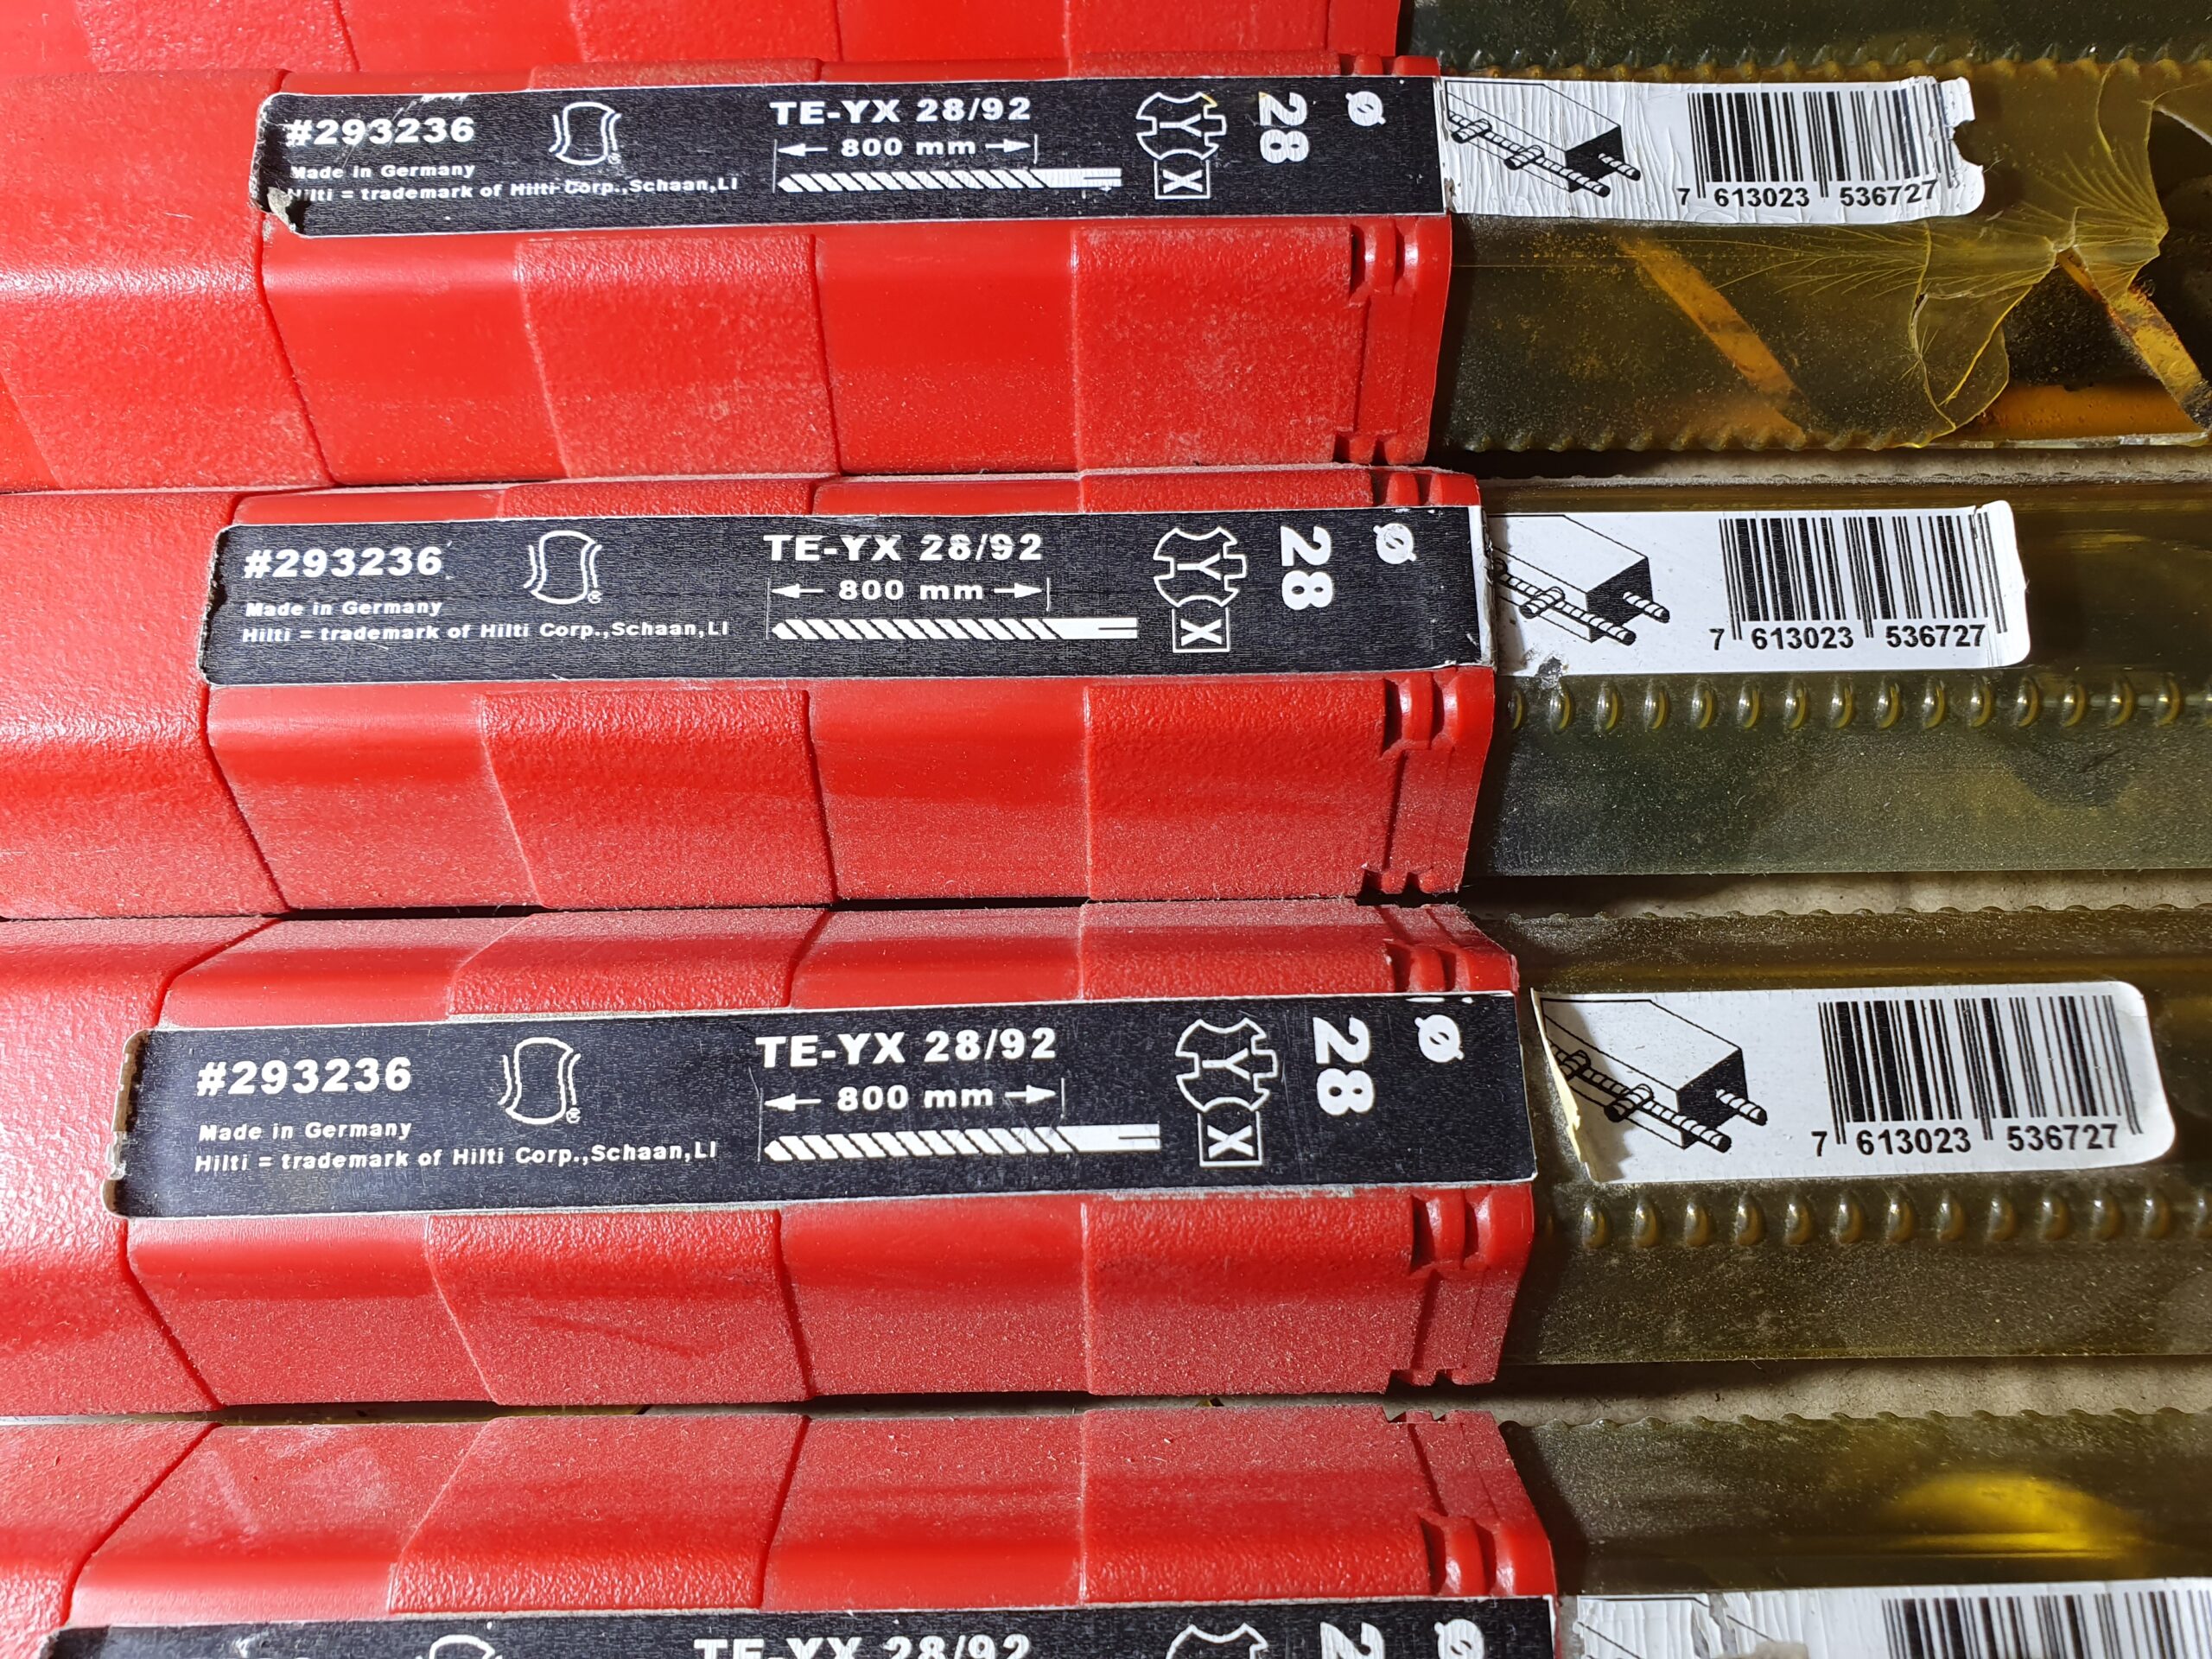 #293236
Made in Germany
Hilti = trademark of Hilti Corp.,Schaan,LI
TE-YX 28/92
800 mm
Y
X
28
Ø
7 613023 536727
#293236
Made in Germany
Hilti = trademark of Hilti Corp.,Schaan,LI
TE-YX 28/92
800 mm
Y
X
28
Ø
7 613023 536727
#293236
Made in Germany
Hilti = trademark of Hilti Corp.,Schaan,LI
TE-YX 28/92
800 mm
Y
X
28
Ø
7 613023 536727
TE-YX 28/92
Ø